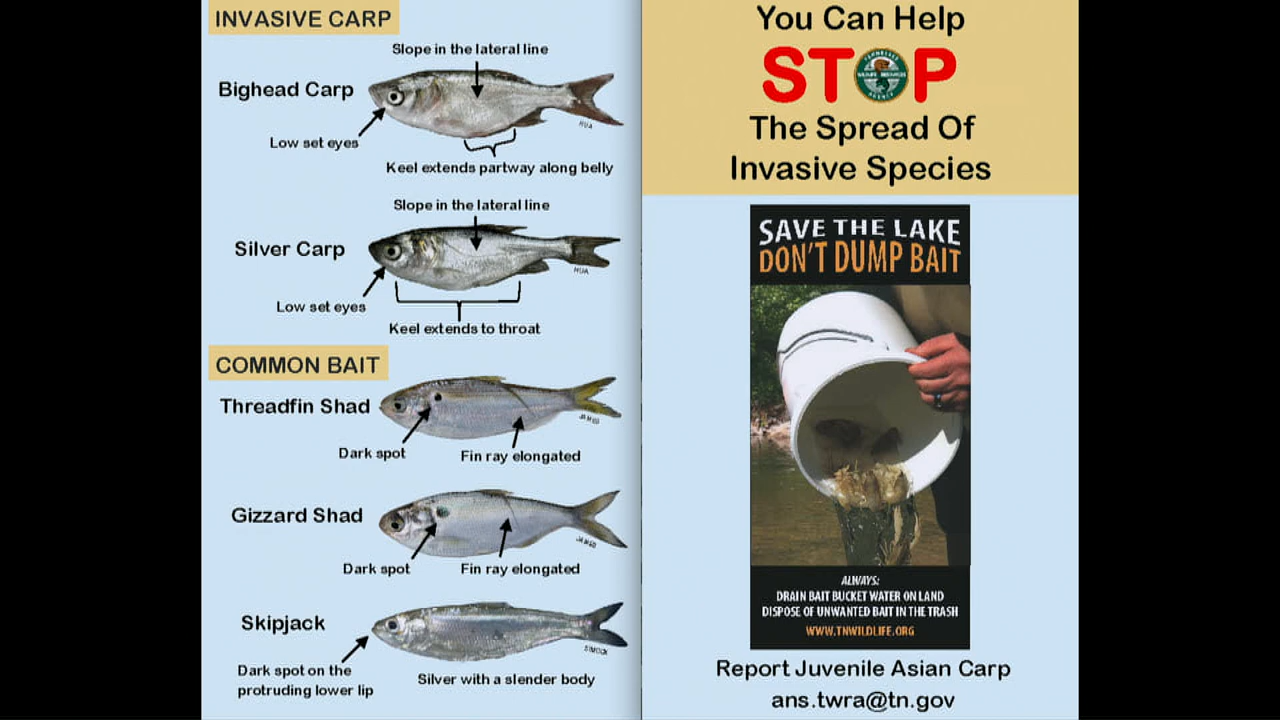 INVASIVE CARP
Slope in the lateral line
Bighead Carp
Low set eyes
HUA
Keel extends partway along belly
Slope in the lateral line
Silver Carp
HUA
Low set eyes
Keel extends to throat
COMMON BAIT
Threadfin Shad
Dark spot
Fin ray elongated
Gizzard Shad
Dark spot
Fin ray elongated
Skipjack
Dark spot on the
protruding lower lip
Silver with a slender body
You Can Help
STOP
The Spread Of
Invasive Species
SAVE THE LAKE
DON'T DUMP BAIT
ALWAYS:
DRAIN BAIT BUCKET WATER ON LAND
DISPOSE OF UNWANTED BAIT IN THE TRASH
WWW.TNWILDLIFE.ORG
Report Juvenile Asian Carp
ans.twra@tn.gov